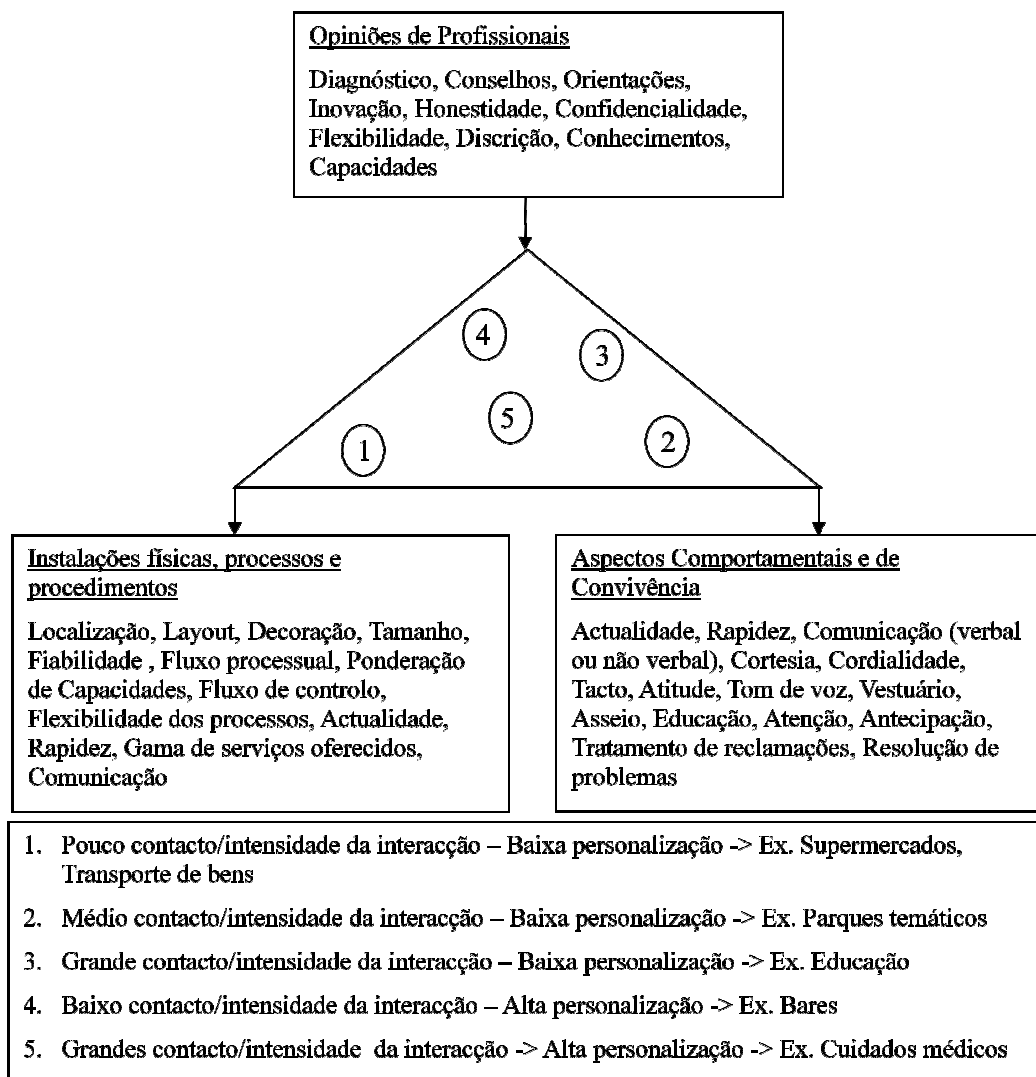 Opiniões de Profissionais
Diagnóstico, Conselhos, Orientações,
Inovação, Honestidade, Confidencialidade,
Flexibilidade, Discrição, Conhecimentos,
Capacidades
4
3
5
1
2
Instalações físicas, processos e
procedimentos
Localização, Layout, Decoração, Tamanho,
Fiabilidade , Fluxo processual, Ponderação
de Capacidades, Fluxo de controlo,
Flexibilidade dos processos, Actualidade,
Rapidez, Gama de serviços oferecidos,
Comunicação
Aspectos Comportamentais e de
Convivência
Actualidade, Rapidez, Comunicação (verbal
ou não verbal), Cortesia, Cordialidade,
Tacto, Atitude, Tom de voz, Vestuário,
Asseio, Educação, Atenção, Antecipação,
Tratamento de reclamações, Resolução de
problemas
1. Pouco contacto/intensidade da interacção – Baixa personalização -> Ex. Supermercados,
Transporte de bens
2. Médio contacto/intensidade da interacção – Baixa personalização -> Ex. Parques temáticos
3. Grande contacto/intensidade da interacção – Baixa personalização -> Ex. Educação
4. Baixo contacto/intensidade da interacção – Alta personalização -> Ex. Bares
5. Grandes contacto/intensidade da interacção -> Alta personalização -> Ex. Cuidados médicos